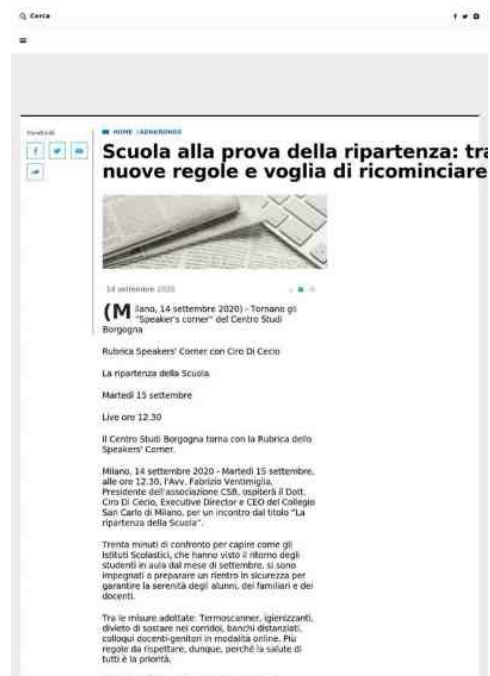 Cerca
Condividi
HOME / ADNKRONOS
Scuola alla prova della ripartenza: tra
nuove regole e voglia di ricominciare
14 settembre 2020
(Milano, 14 settembre 2020) - Tornano gli
"Speaker's corner" del Centro Studi
Borgogna
Rubrica Speakers' Corner con Ciro Di Cecio
La ripartenza della Scuola.
Martedì 15 settembre
Live ore 12.30
Il Centro Studi Borgogna torna con la Rubrica dello
Speakers' Corner.
Milano, 14 settembre 2020 - Martedì 15 settembre,
alle ore 12.30, l'Avv. Fabrizio Ventimiglia,
Presidente dell'associazione CSB, ospiterà il Dott.
Ciro Di Cecio, Executive Director e CEO del Collegio
San Carlo di Milano, per un incontro dal titolo "La
ripartenza della Scuola".
Trenta minuti di confronto per capire come gli
Istituti Scolastici, che hanno visto il ritorno degli
studenti in aula dal mese di settembre, si sono
impegnati a preparare un rientro in sicurezza per
garantire la serenità degli alunni, dei familiari e dei
docenti.
Tra le misure adottate: Termoscanner, igienizzanti,
divieto di sostare nei corridoi, banchi distanziati,
colloqui docenti-genitori in modalità online. Più
regole da rispettare, dunque, perché la salute di
tutti è la priorità.